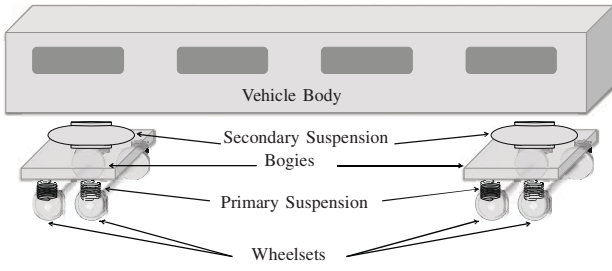 Vehicle Body
Secondary Suspension
Bogies
Primary Suspension
Wheelsets